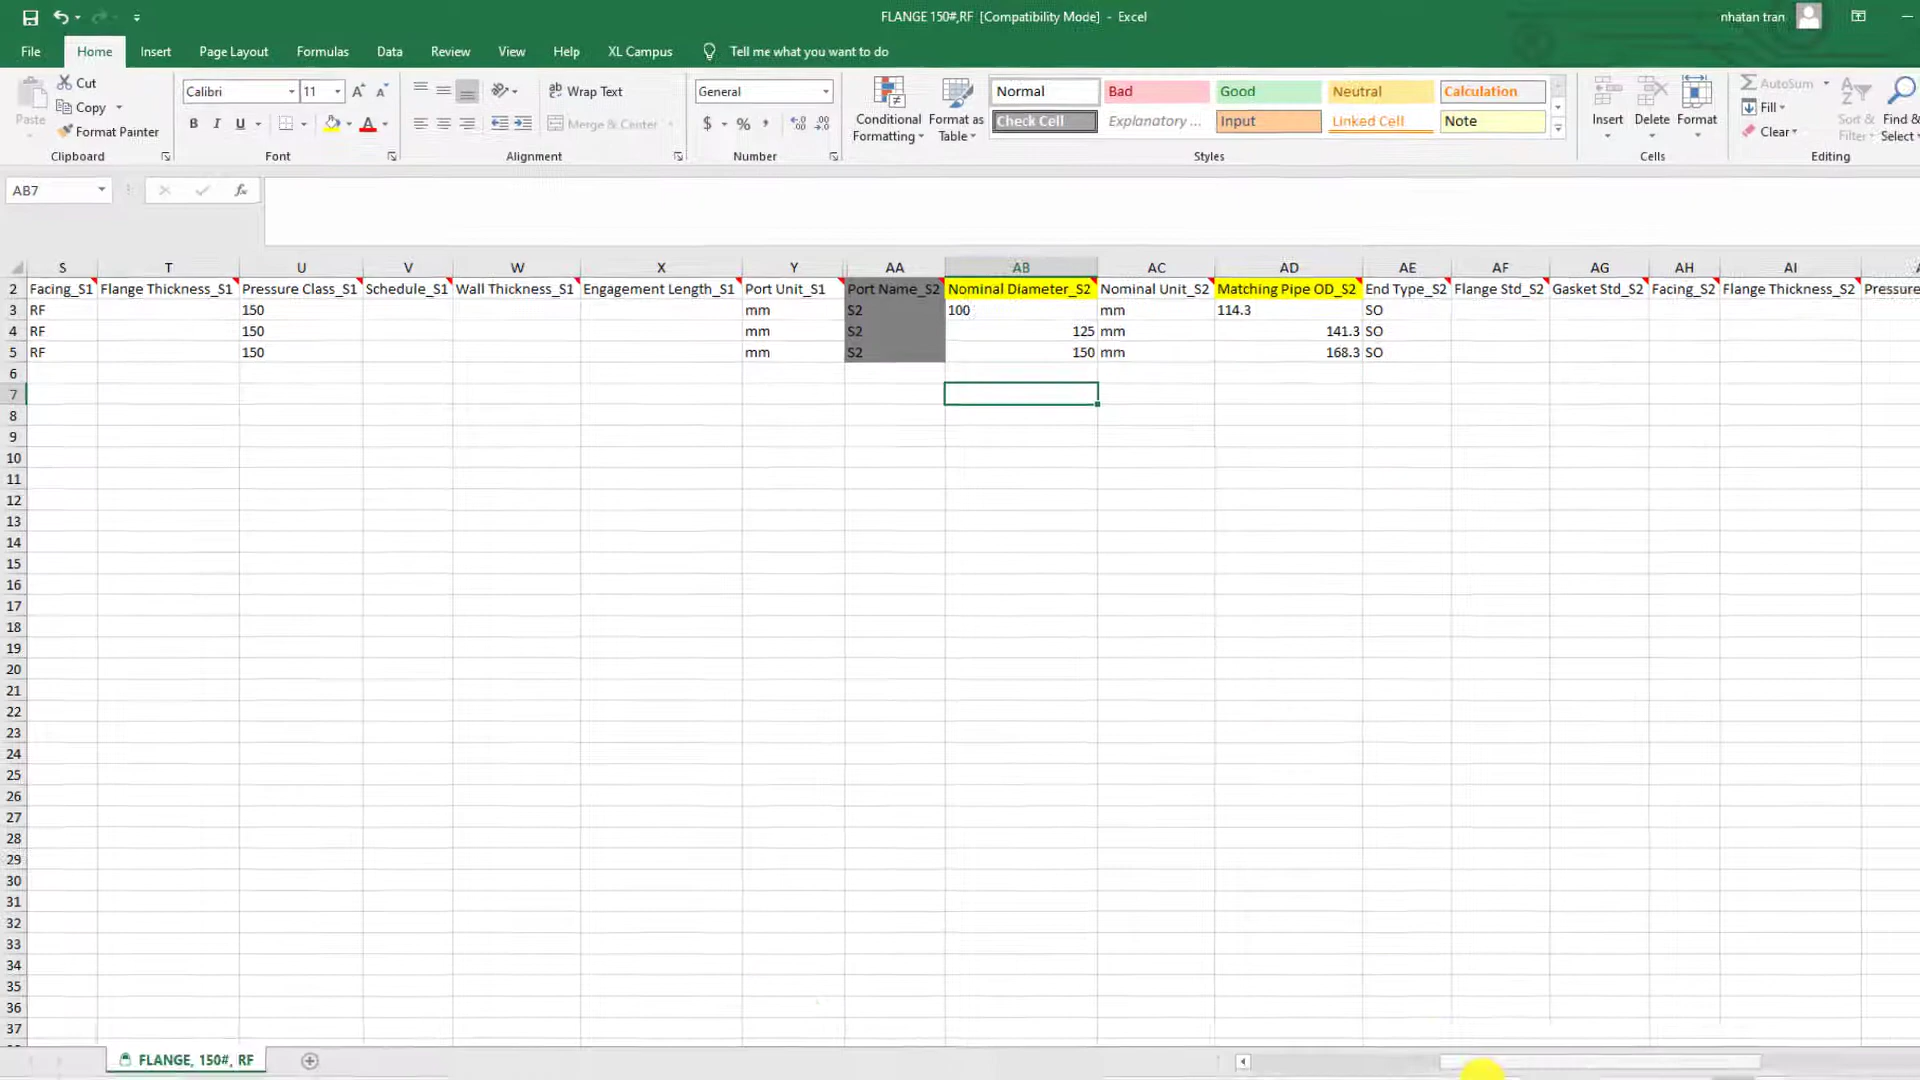 FLANGE 150#,RF [Compatibility Mode] - Excel
nhatan tran
File Home Insert Page Layout Formulas Data Review View Help XL Campus Tell me what you want to do
Paste
Cut
Copy
Format Painter
Clipboard
Calibri 11
B I U
Font
Wrap Text
Merge & Center
Alignment
General
$ % ,
Number
Conditional Formatting
Format as Table
Normal Bad Good Neutral Calculation
Check Cell Explanatory ... Input Linked Cell Note
Styles
Insert Delete Format
Cells
AutoSum
Fill
Clear
Sort & Filter
Find & Select
Editing
AB7
fx
S T U V W X Y AA AB AC AD AE AF AG AH AI
2 Facing_S1 Flange Thickness_S1 Pressure Class_S1 Schedule_S1 Wall Thickness_S1 Engagement Length_S1 Port Unit_S1 Port Name_S2 Nominal Diameter_S2 Nominal Unit_S2 Matching Pipe OD_S2 End Type_S2 Flange Std_S2 Gasket Std_S2 Facing_S2 Flange Thickness_S2 Pressure
3 RF 150 mm S2 100 mm 114.3 SO
4 RF 150 mm S2 125 mm 141.3 SO
5 RF 150 mm S2 150 mm 168.3 SO
6
7
8
9
10
11
12
13
14
15
16
17
18
19
20
21
22
23
24
25
26
27
28
29
30
31
32
33
34
35
36
37
FLANGE, 150#, RF